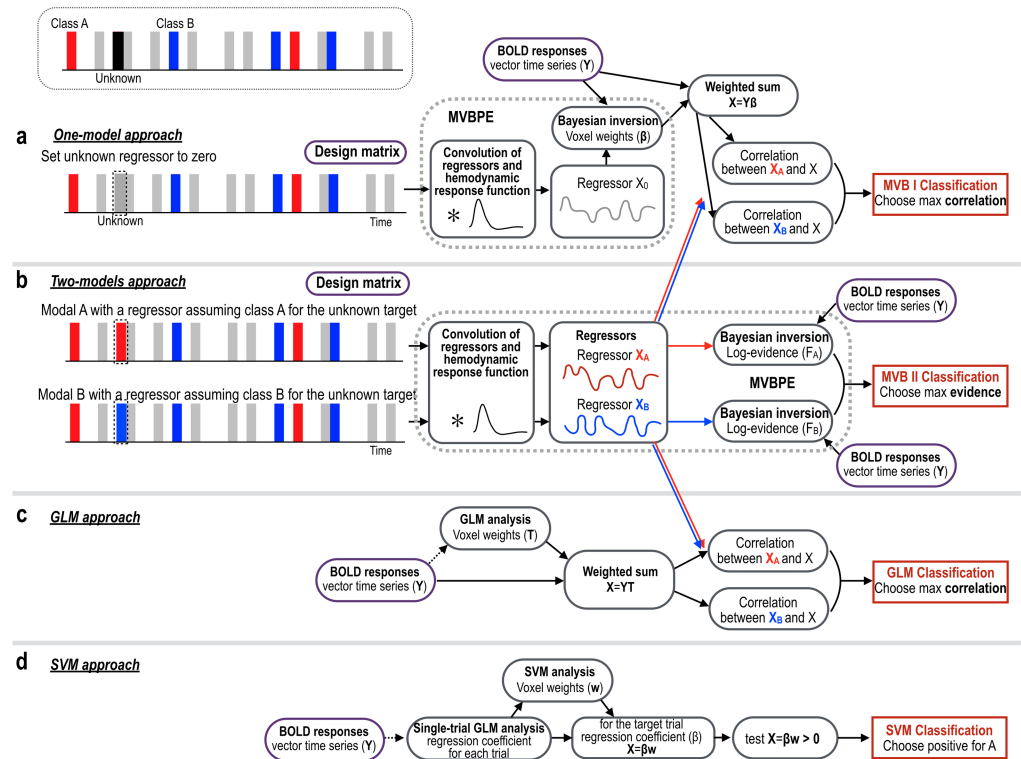 Class A
Class B
Unknown
a
One-model approach
Set unknown regressor to zero
Design matrix
Unknown
Time
MVBPE
Convolution of
regressors and
hemodynamic
response function
*
BOLD responses
vector time series (Y)
Bayesian inversion
Voxel weights (β)
Regressor X0
Weighted sum
X=Yβ
Correlation
between XA and X
Correlation
between XB and X
MVB I Classification
Choose max correlation
b
Two-models approach
Design matrix
Modal A with a regressor assuming class A for the unknown target
Modal B with a regressor assuming class B for the unknown target
Time
Convolution of
regressors and
hemodynamic
response function
*
Regressors
Regressor XA
Regressor XB
BOLD responses
vector time series (Y)
Bayesian inversion
Log-evidence (FA)
MVBPE
Bayesian inversion
Log-evidence (FB)
BOLD responses
vector time series (Y)
MVB II Classification
Choose max evidence
c
GLM approach
GLM analysis
Voxel weights (T)
BOLD responses
vector time series (Y)
Weighted sum
X=YT
Correlation
between XA and X
Correlation
between XB and X
GLM Classification
Choose max correlation
d
SVM approach
SVM analysis
Voxel weights (w)
BOLD responses
vector time series (Y)
Single-trial GLM analysis
regression coefficient
for each trial
for the target trial
regression coefficient (β)
X=βw
test X=βw > 0
SVM Classification
Choose positive for A